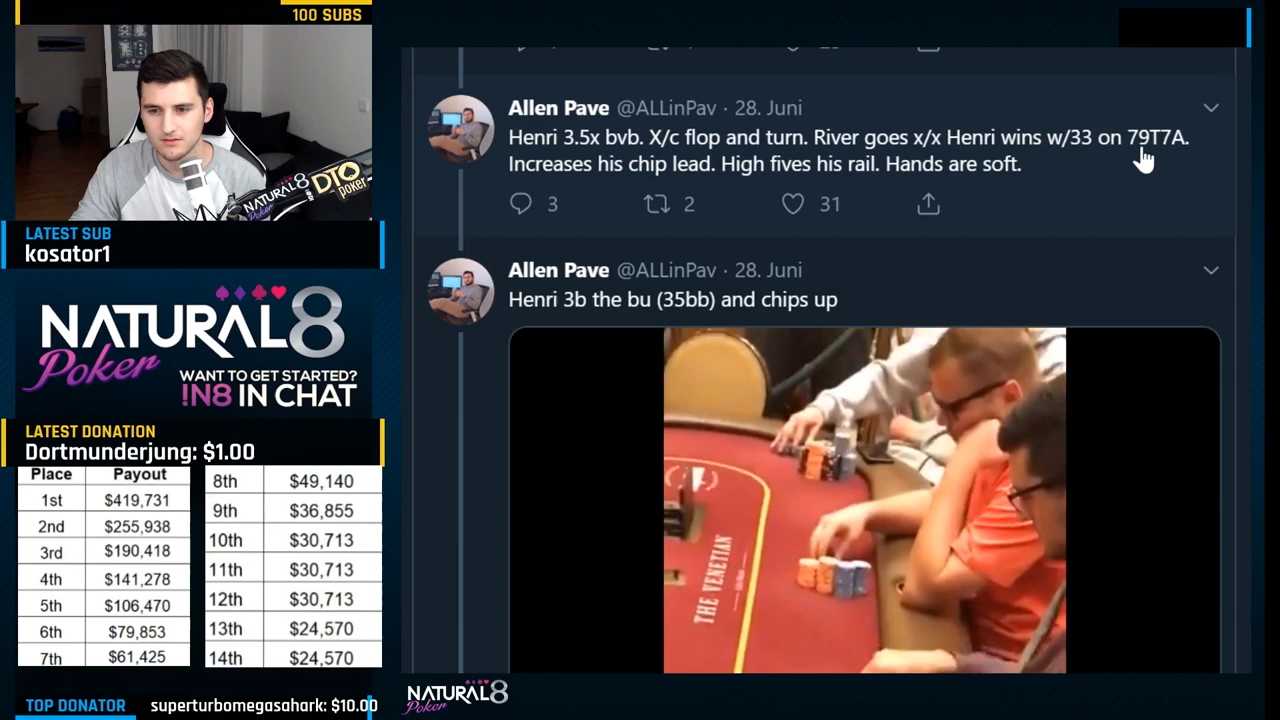 100 SUBS
NATURAL8
Poker
DTO
poker
LATEST SUB
kosator1
NATURAL8
Poker
WANT TO GET STARTED?
!N8 IN CHAT
LATEST DONATION
Dortmunderjung: $1.00
Place Payout
1st $419,731
2nd $255,938
3rd $190,418
4th $141,278
5th $106,470
6th $79,853
7th $61,425
8th $49,140
9th $36,855
10th $30,713
11th $30,713
12th $30,713
13th $24,570
14th $24,570
TOP DONATOR superturbomegasahark: $10.00
Allen Pave @ALLinPav · 28. Juni
Henri 3.5x bvb. X/c flop and turn. River goes x/x Henri wins w/33 on 79T7A.
Increases his chip lead. High fives his rail. Hands are soft.
3 2 31
Allen Pave @ALLinPav · 28. Juni
Henri 3b the bu (35bb) and chips up
THE VENETIAN
NATURAL8
Poker